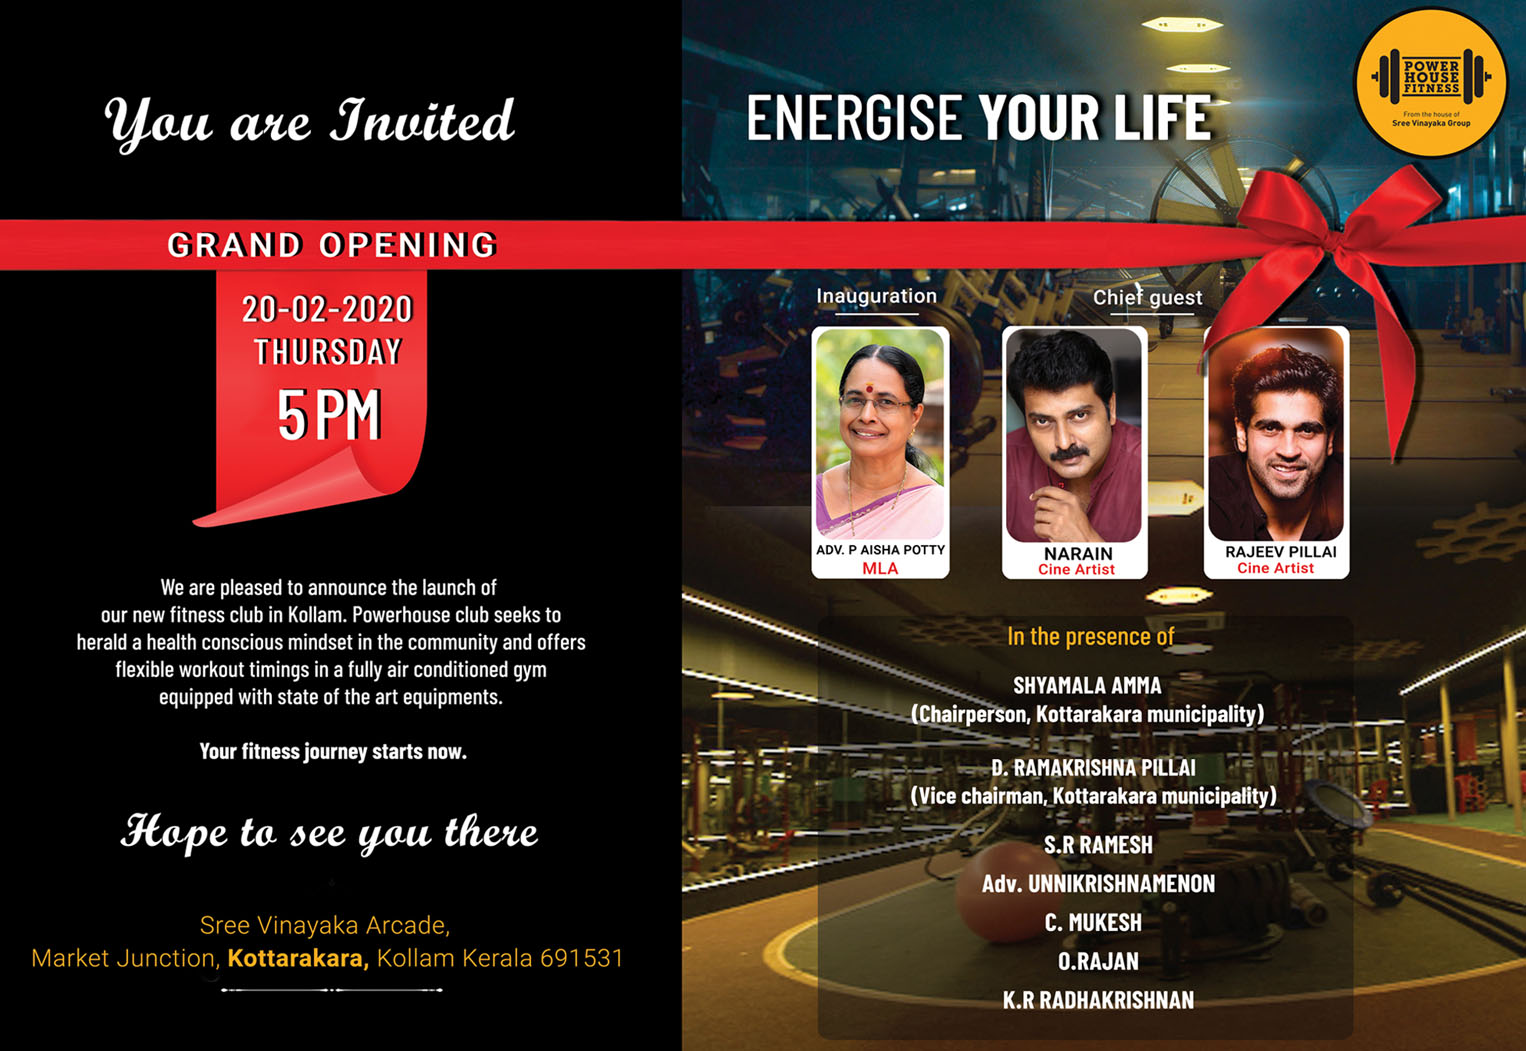 You are Invited
GRAND OPENING
20-02-2020
THURSDAY
5 PM
We are pleased to announce the launch of
our new fitness club in Kollam. Powerhouse club seeks to
herald a health conscious mindset in the community and offers
flexible workout timings in a fully air conditioned gym
equipped with state of the art equipments.
Your fitness journey starts now.
Hope to see you there
Sree Vinayaka Arcade,
Market Junction, Kottarakara, Kollam Kerala 691531
ENERGISE YOUR LIFE
POWER
HOUSE
FITNESS
From the house of
Sree Vinayaka Group
Inauguration
Chief guest
ADV. P AISHA POTTY
MLA
NARAIN
Cine Artist
RAJEEV PILLAI
Cine Artist
In the presence of
SHYAMALA AMMA
(Chairperson, Kottarakara municipality)
D. RAMAKRISHNA PILLAI
(Vice chairman, Kottarakara municipality)
S.R RAMESH
Adv. UNNIKRISHNAMENON
C. MUKESH
O.RAJAN
K.R RADHAKRISHNAN